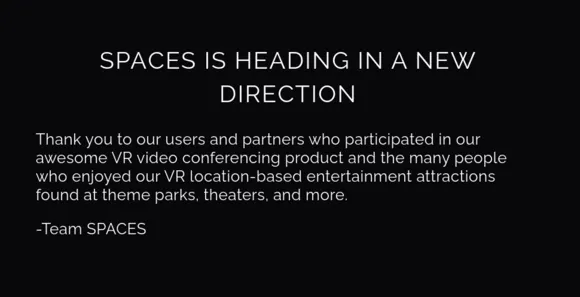 SPACES IS HEADING IN A NEW
DIRECTION
Thank you to our users and partners who participated in our
awesome VR video conferencing product and the many people
who enjoyed our VR location-based entertainment attractions
found at theme parks, theaters, and more.
-Team SPACES